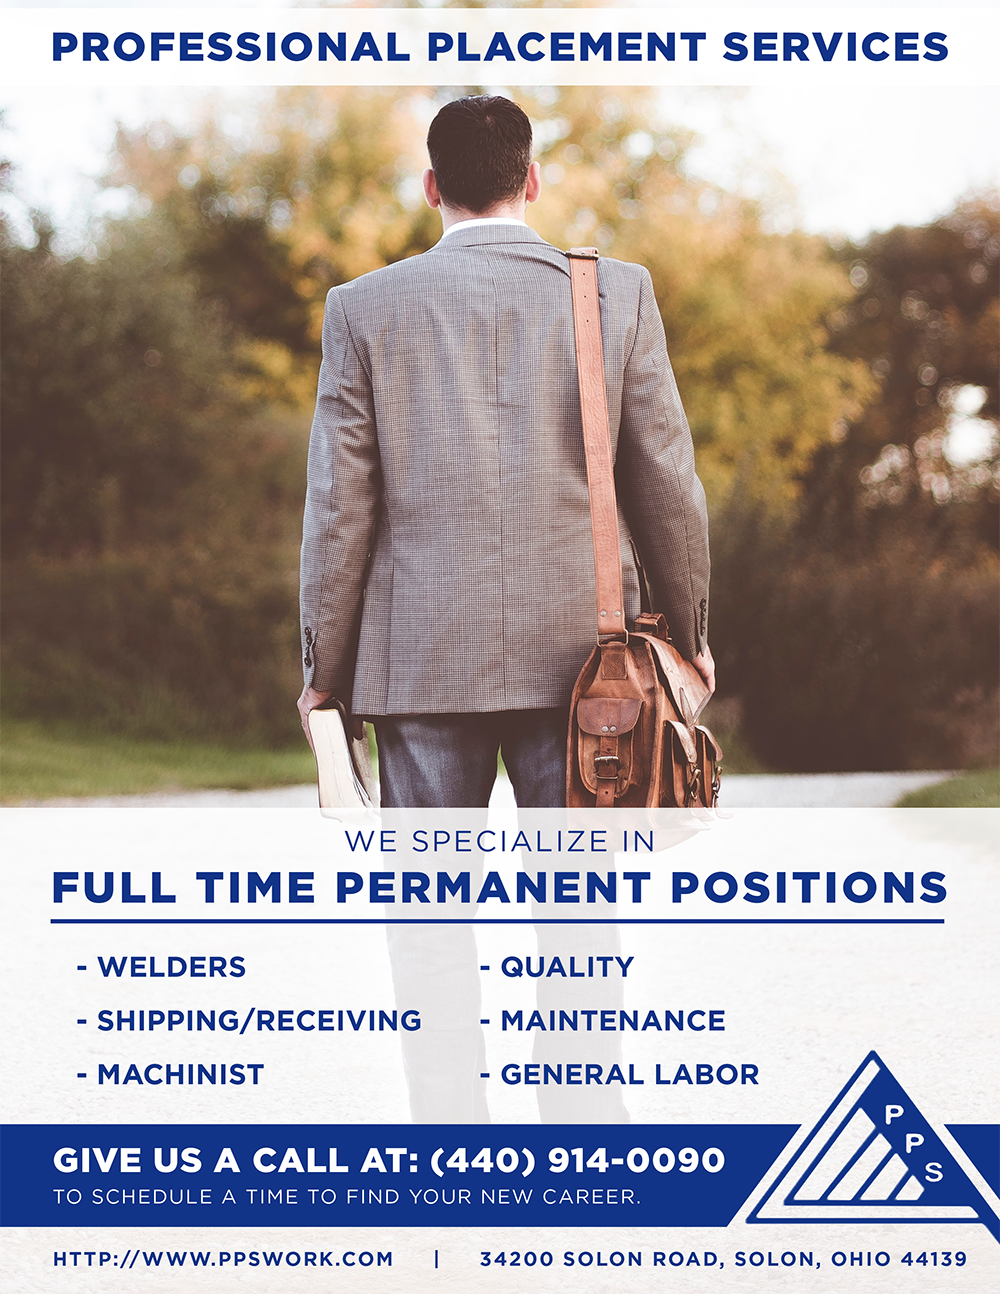 PROFESSIONAL PLACEMENT SERVICES
WE SPECIALIZE IN
FULL TIME PERMANENT POSITIONS
- WELDERS
- SHIPPING/RECEIVING
- MACHINIST
- QUALITY
- MAINTENANCE
- GENERAL LABOR
PPS
GIVE US A CALL AT: (440) 914-0090
TO SCHEDULE A TIME TO FIND YOUR NEW CAREER.
HTTP://WWW.PPSWORK.COM | 34200 SOLON ROAD, SOLON, OHIO 44139